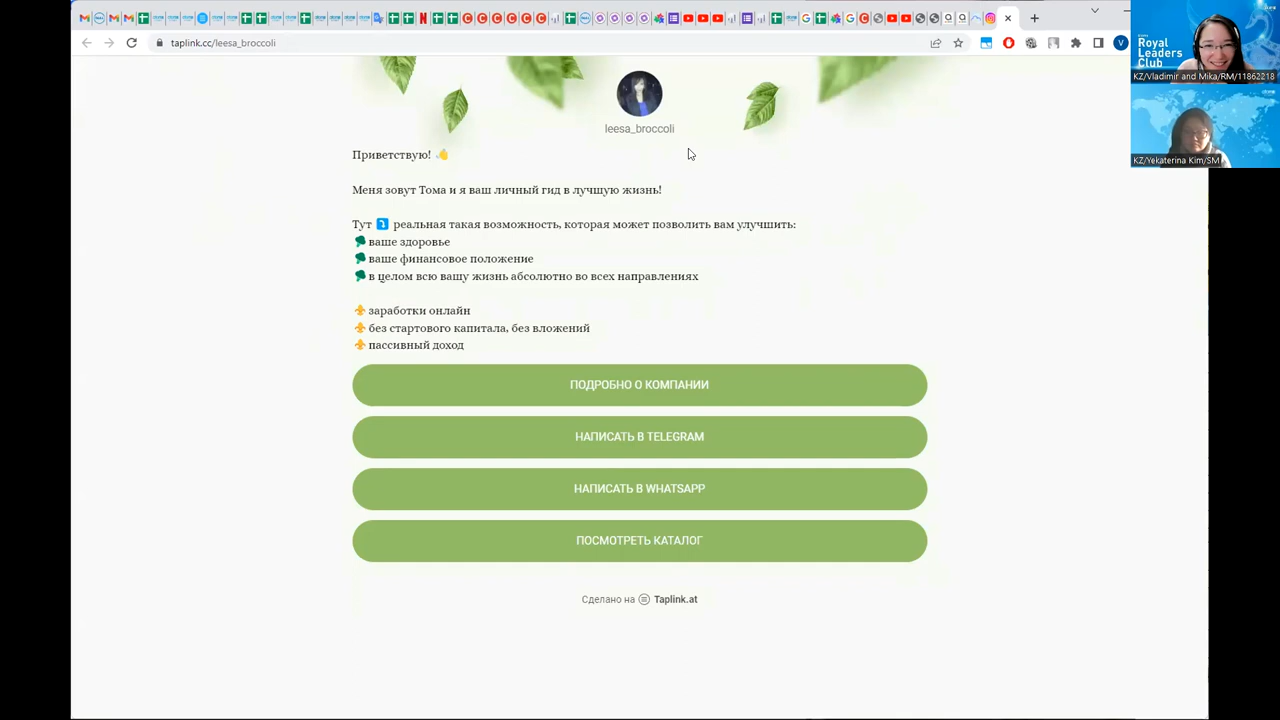 taplink.cc/leesa_broccoli
V
Royal
Leaders
Club
KZ/Vladimir and Mika/RM/11862218
KZ/Yekaterina Kim/SM
leesa_broccoli
Приветствую!
Меня зовут Тома и я ваш личный гид в лучшую жизнь!
Тут реальная такая возможность, которая может позволить вам улучшить:
ваше здоровье
ваше финансовое положение
в целом всю вашу жизнь абсолютно во всех направлениях
заработки онлайн
без стартового капитала, без вложений
пассивный доход
ПОДРОБНО О КОМПАНИИ
НАПИСАТЬ В TELEGRAM
НАПИСАТЬ В WHATSAPP
ПОСМОТРЕТЬ КАТАЛОГ
Сделано на Taplink.at